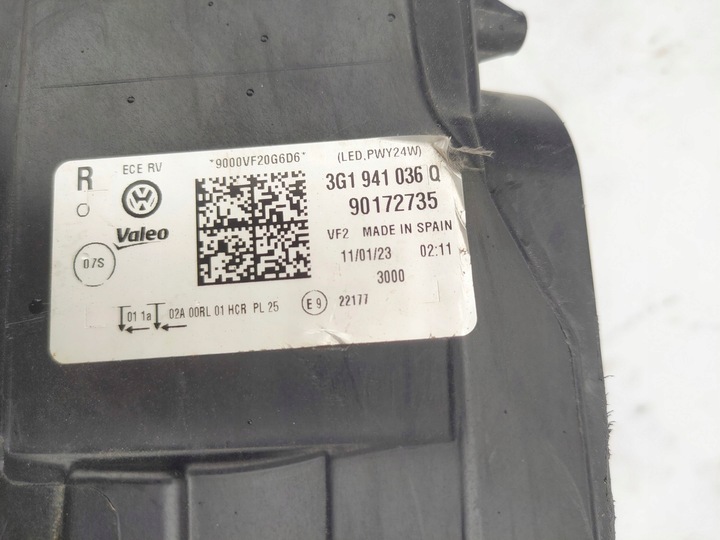 R ECE RV *9000VF20G6D6* (LED,PWY24W)
3G1 941 036 Q
90172735
Valeo
VF2 MADE IN SPAIN
07S
11/01/23 02:11
3000
01 1a 02A 00RL 01 HCR PL 25 E9 22177